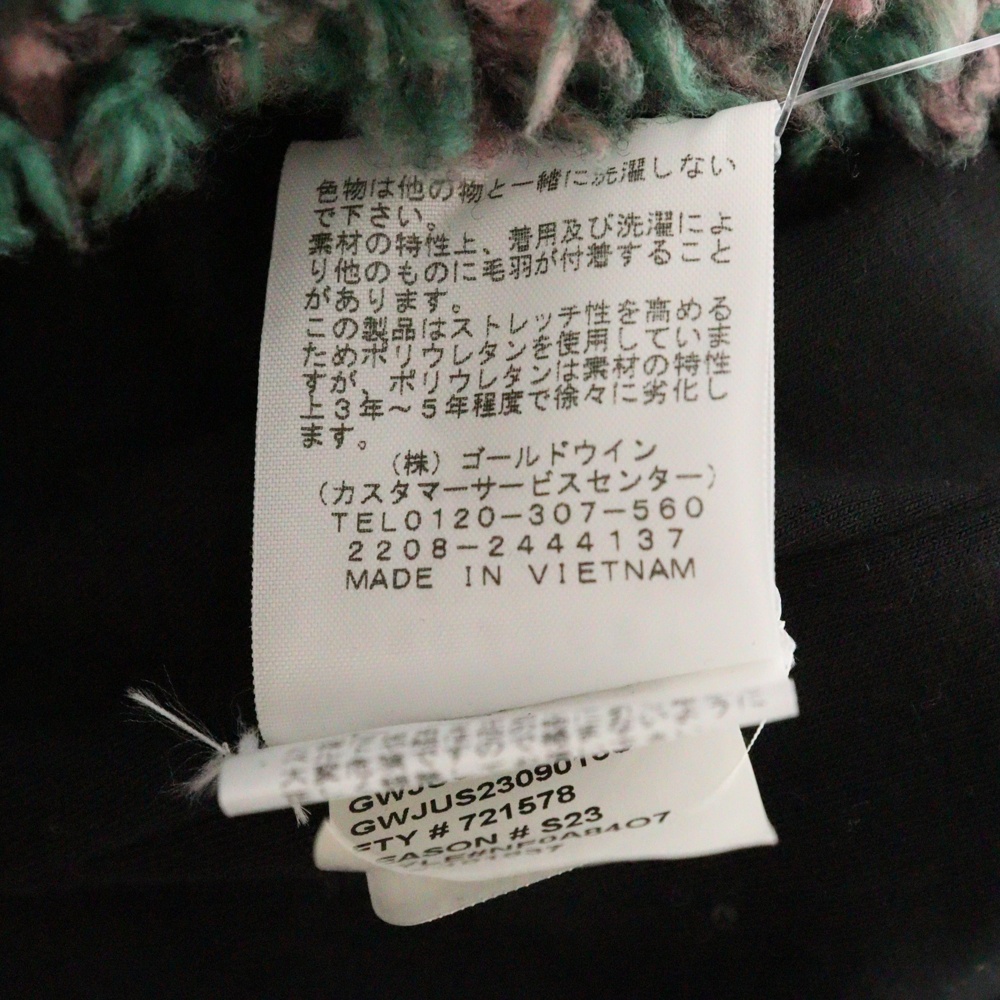 色物は他の物と一緒に洗濯しない
で下さい。
素材の特性上、着用及び洗濯によ
り他のものに毛羽が付着すること
があります。
この製品はストレッチ性を高める
ためポリウレタンを使用していま
すが、ポリウレタンは素材の特性
上3年～5年程度で徐々に劣化し
ます。
（株）ゴールドウイン
（カスタマーサービスセンター）
TEL0120－307－560
2208－2444137
MADE IN VIETNAM
GWJUS230901
TY # 721578
EASON # S23